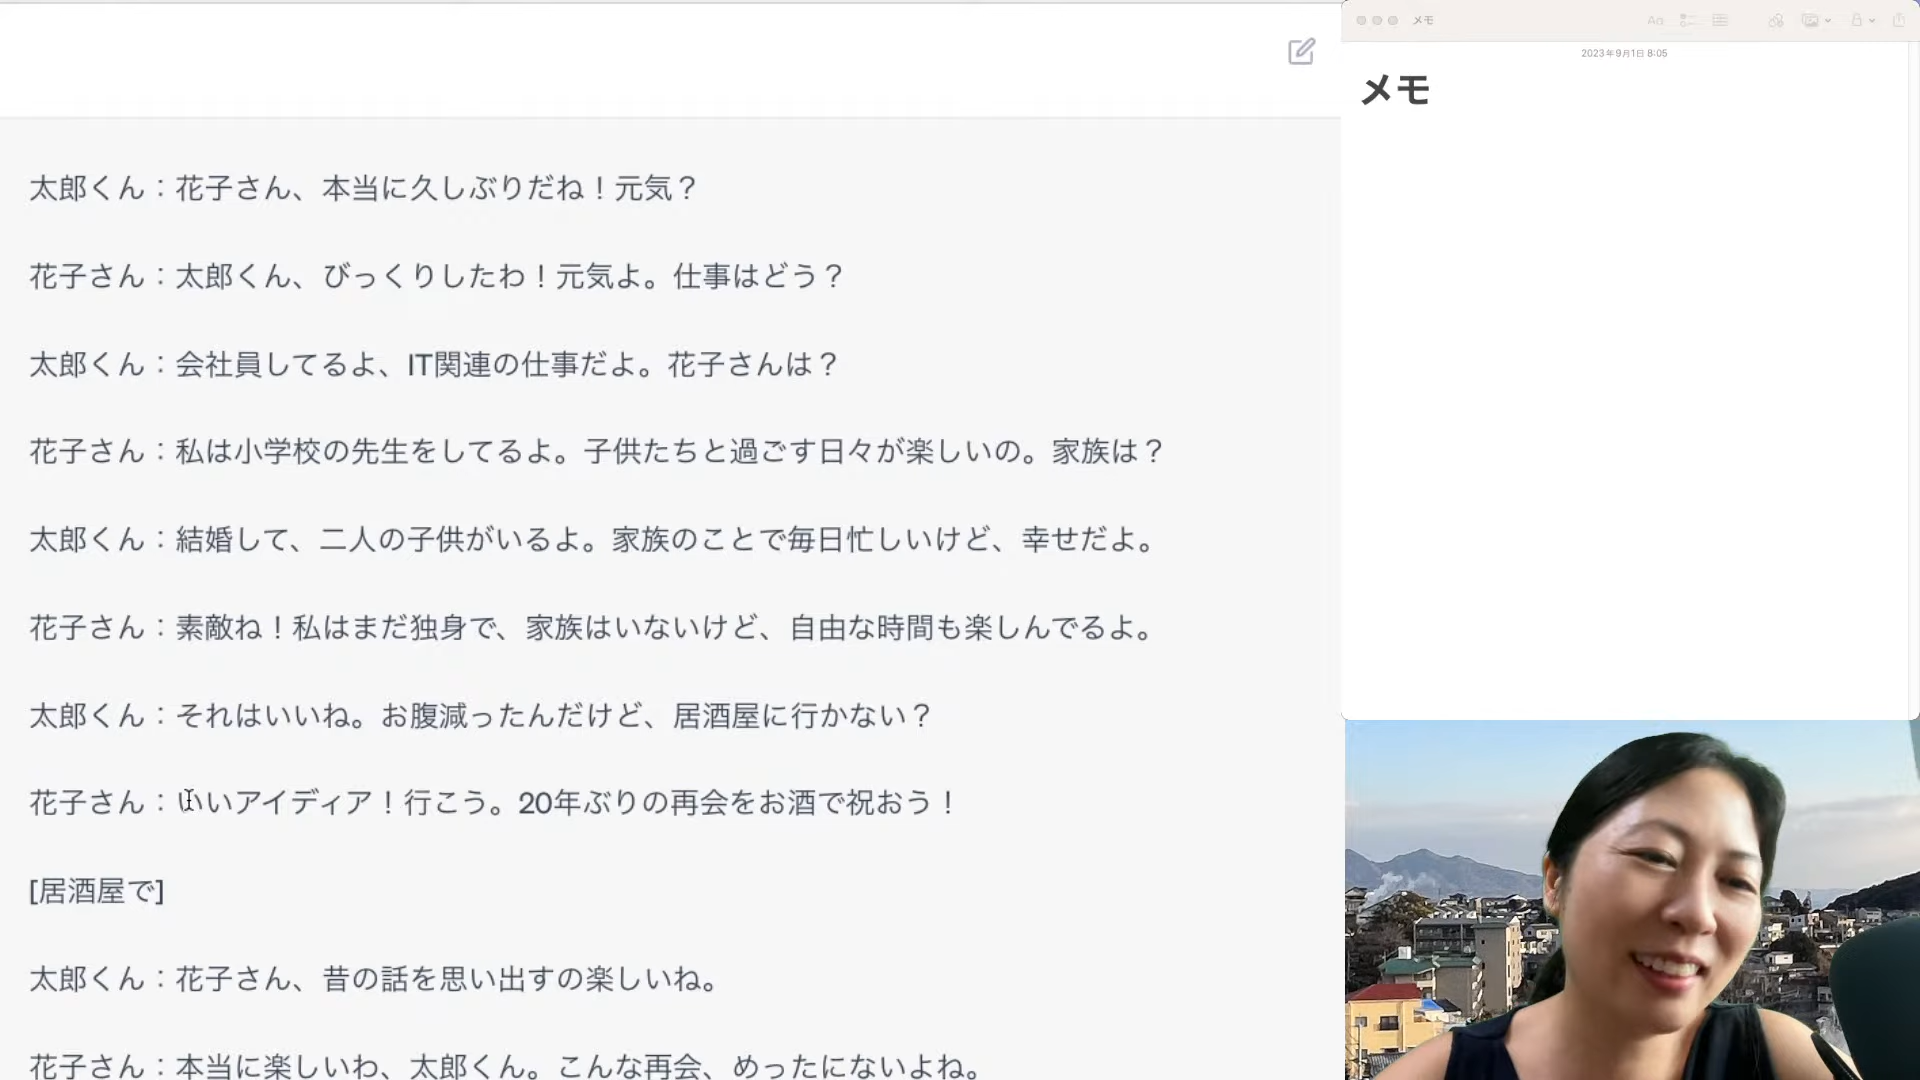 太郎くん：花子さん、本当に久しぶりだね！元気？
花子さん：太郎くん、びっくりしたわ！元気よ。仕事はどう？
太郎くん：会社員してるよ、IT関連の仕事だよ。花子さんは？
花子さん：私は小学校の先生をしてるよ。子供たちと過ごす日々が楽しいの。家族は？
太郎くん：結婚して、二人の子供がいるよ。家族のことで毎日忙しいけど、幸せだよ。
花子さん：素敵ね！私はまだ独身で、家族はいないけど、自由な時間も楽しんでるよ。
太郎くん：それはいいね。お腹減ったんだけど、居酒屋に行かない？
花子さん：いいアイディア！行こう。20年ぶりの再会をお酒で祝おう！
[居酒屋で]
太郎くん：花子さん、昔の話を思い出すの楽しいね。
花子さん：本当に楽しいわ、太郎くん。こんな再会、めったにないよね。
メモ
Aa
2023年9月1日 8:05
メモ